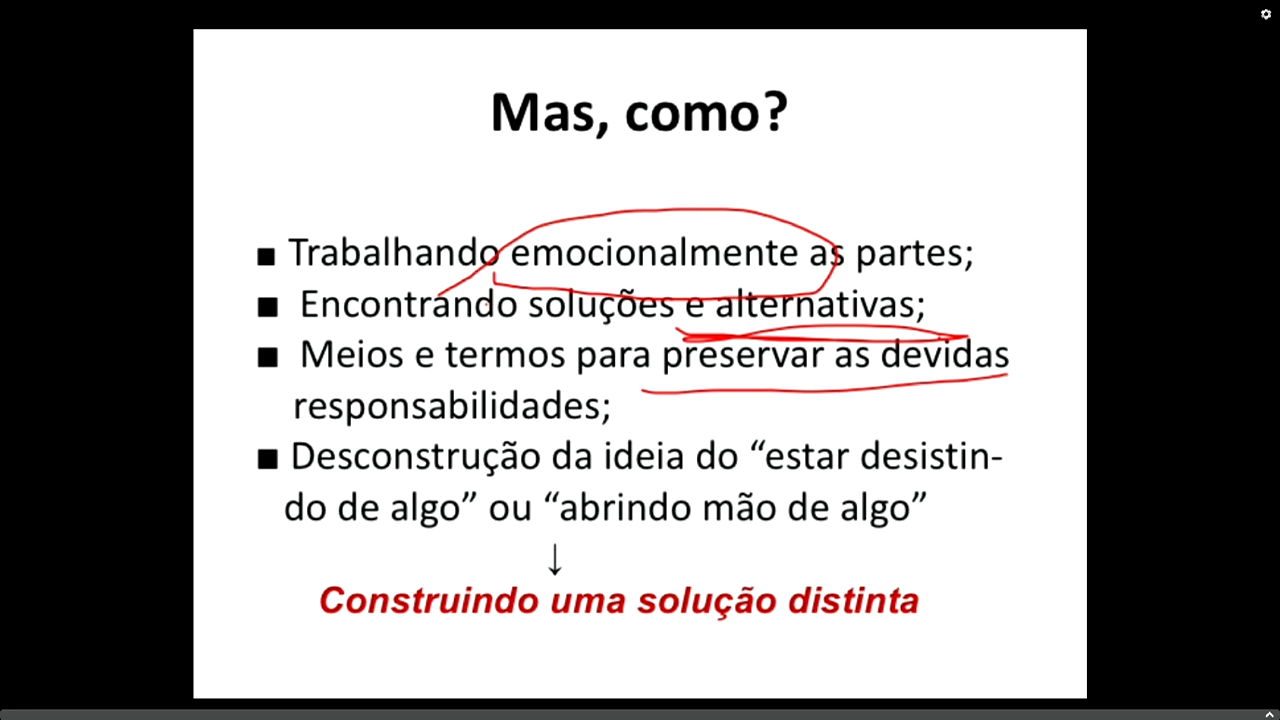 Mas, como?
■ Trabalhando emocionalmente as partes;
■ Encontrando soluções e alternativas;
■ Meios e termos para preservar as devidas
responsabilidades;
■ Desconstrução da ideia do “estar desistin-
do de algo” ou “abrindo mão de algo”
↓
Construindo uma solução distinta